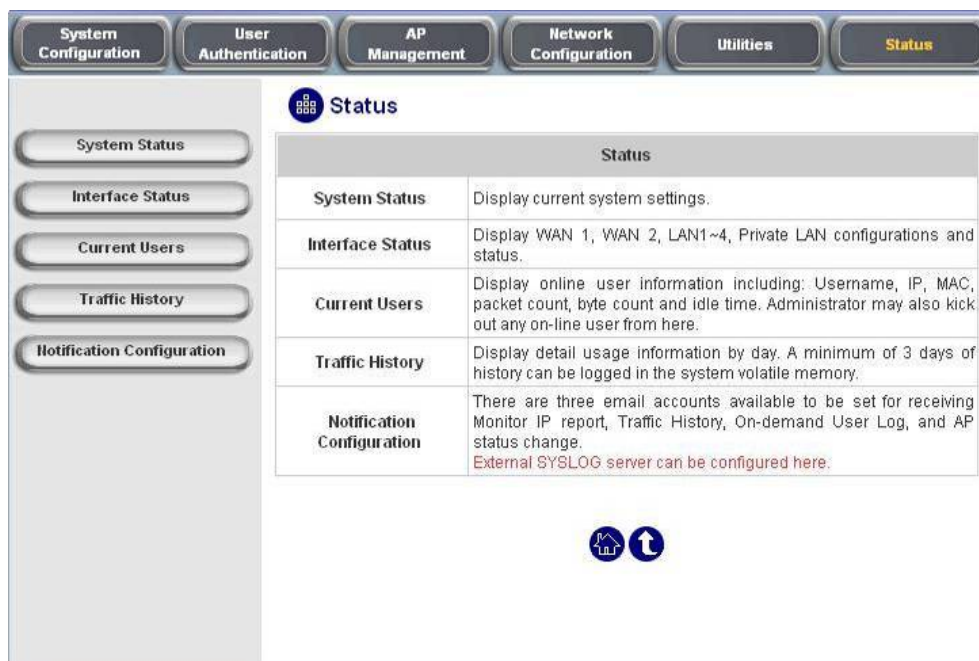 System
Configuration
User
Authentication
AP
Management
Network
Configuration
Utilities
Status
System Status
Interface Status
Current Users
Traffic History
Notification Configuration
Status
Status
System Status
Display current system settings.
Interface Status
Display WAN 1, WAN 2, LAN1~4, Private LAN configurations and
status.
Current Users
Display online user information including: Username, IP, MAC,
packet count, byte count and idle time. Administrator may also kick
out any on-line user from here.
Traffic History
Display detail usage information by day. A minimum of 3 days of
history can be logged in the system volatile memory.
Notification
Configuration
There are three email accounts available to be set for receiving
Monitor IP report, Traffic History, On-demand User Log, and AP
status change.
External SYSLOG server can be configured here.